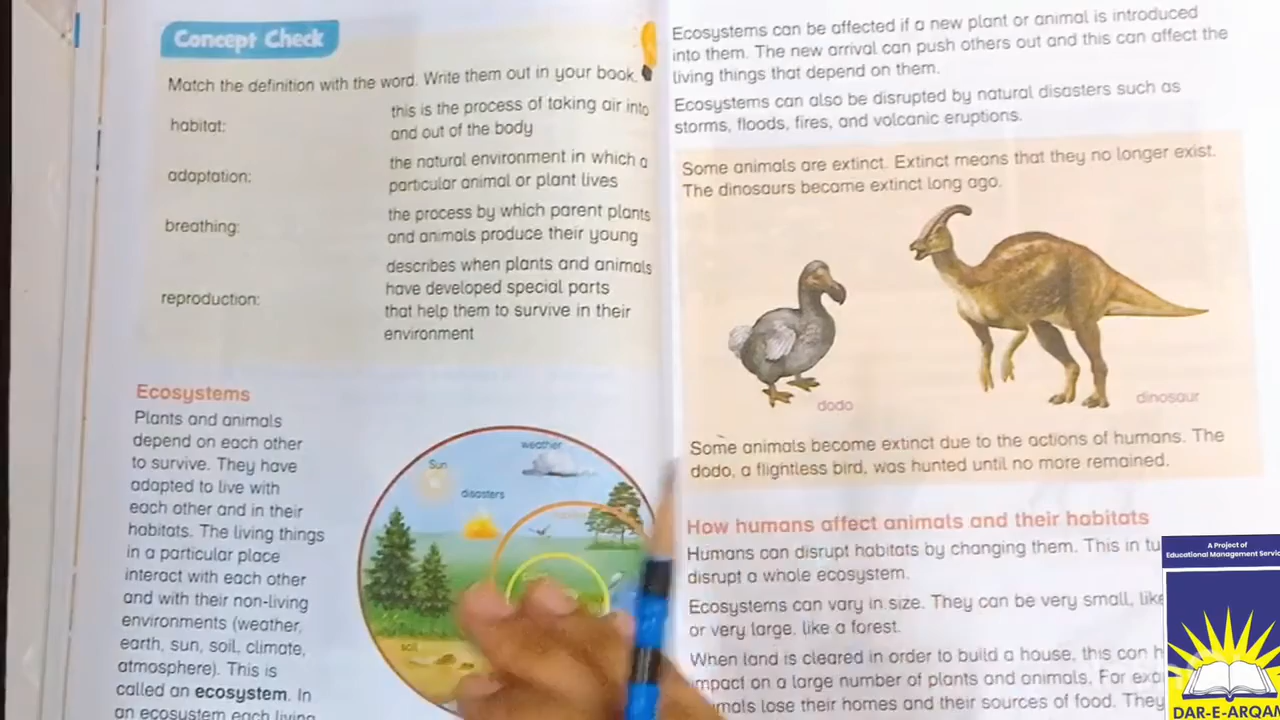 Concept Check
Match the definition with the word. Write them out in your book.
habitat:
this is the process of taking air into
and out of the body
adaptation:
the natural environment in which a
particular animal or plant lives
breathing:
the process by which parent plants
and animals produce their young
reproduction:
describes when plants and animals
have developed special parts
that help them to survive in their
environment
Ecosystems
Plants and animals
depend on each other
to survive. They have
adapted to live with
each other and in their
habitats. The living things
in a particular place
interact with each other
and with their non-living
environments (weather,
earth, sun, soil, climate,
atmosphere). This is
called an ecosystem. In
an ecosystem each living
weather
Sun
disasters
soil
Ecosystems can be affected if a new plant or animal is introduced
into them. The new arrival can push others out and this can affect the
living things that depend on them.
Ecosystems can also be disrupted by natural disasters such as
storms, floods, fires, and volcanic eruptions.
Some animals are extinct. Extinct means that they no longer exist.
The dinosaurs became extinct long ago.
dodo
dinosaur
Some animals become extinct due to the actions of humans. The
dodo, a flightless bird, was hunted until no more remained.
How humans affect animals and their habitats
Humans can disrupt habitats by changing them. This in
disrupt a whole ecosystem.
Ecosystems can vary in size. They can be very small, like
or very large, like a forest.
When land is cleared in order to build a house, this can
impact on a large number of plants and animals. For
lose their homes and their sources of food. They
A Project of
Educational Management
DAR-E-ARQAM